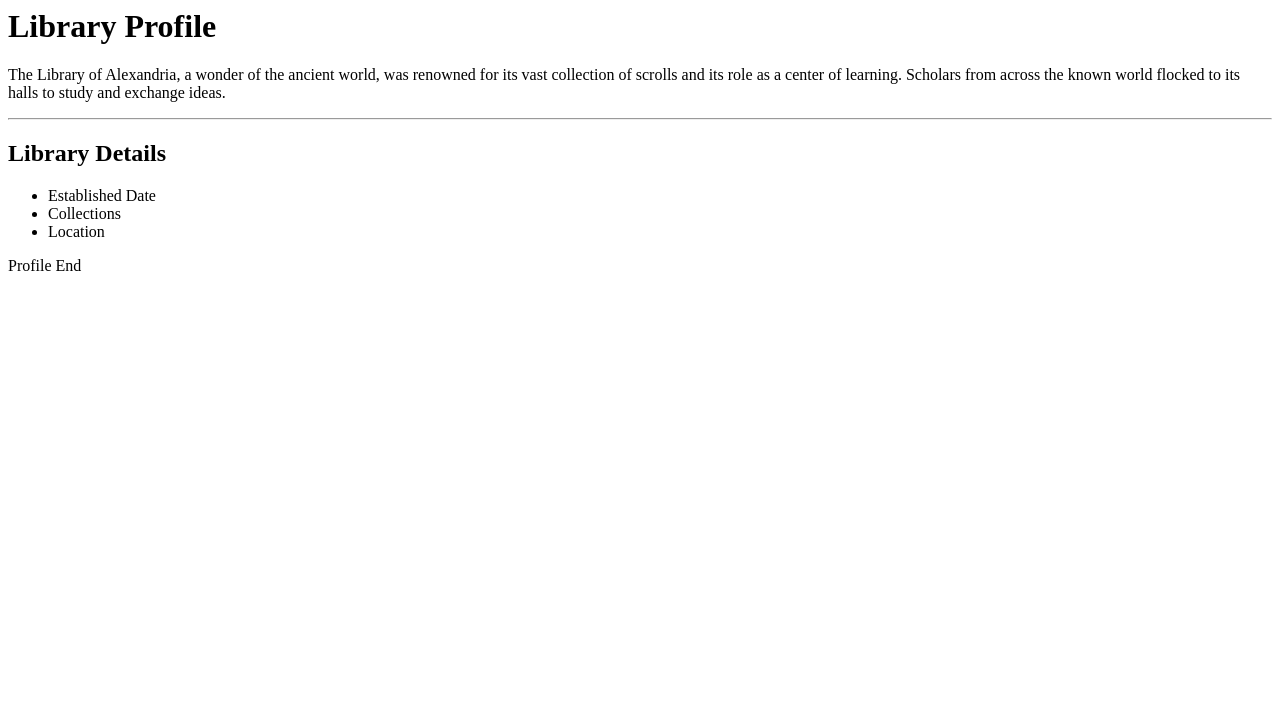 Library Profile
The Library of Alexandria, a wonder of the ancient world, was renowned for its vast collection of scrolls and its role as a center of learning. Scholars from across the known world flocked to its
halls to study and exchange ideas.
Library Details
Established Date
Collections
Location
Profile End